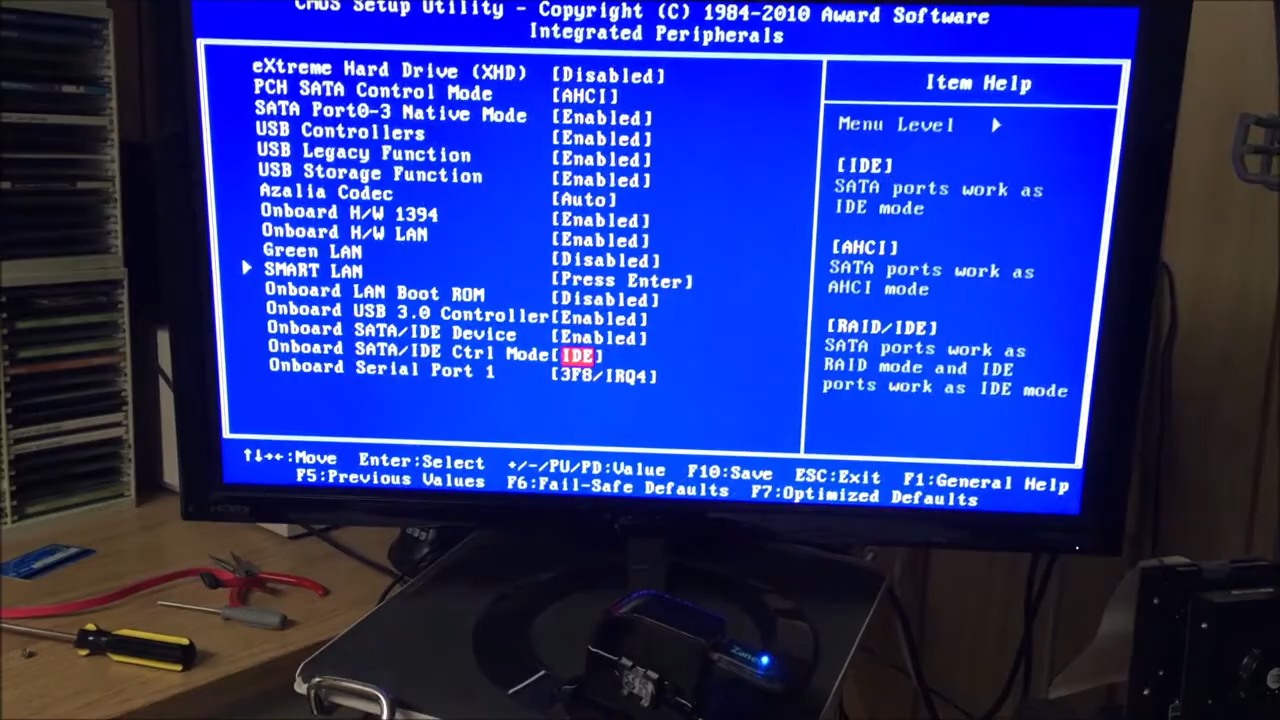 CMOS Setup Utility - Copyright (C) 1984-2010 Award Software
Integrated Peripherals
eXtreme Hard Drive (XHD) [Disabled]
PCH SATA Control Mode [AHCI]
SATA Port0-3 Native Mode [Enabled]
USB Controllers [Enabled]
USB Legacy Function [Enabled]
USB Storage Function [Enabled]
Azalia Codec [Auto]
Onboard H/W 1394 [Enabled]
Onboard H/W LAN [Enabled]
Green LAN [Disabled]
SMART LAN [Press Enter]
Onboard LAN Boot ROM [Disabled]
Onboard USB 3.0 Controller[Enabled]
Onboard SATA/IDE Device [Enabled]
Onboard SATA/IDE Ctrl Mode[IDE]
Onboard Serial Port 1 [3F8/IRQ4]
Item Help
Menu Level
[IDE]
SATA ports work as
IDE mode
[AHCI]
SATA ports work as
AHCI mode
[RAID/IDE]
SATA ports work as
RAID mode and IDE
ports work as IDE mode
↑↓→←:Move Enter:Select +/-/PU/PD:Value F10:Save ESC:Exit F1:General Help
F5:Previous Values F6:Fail-Safe Defaults F7:Optimized Defaults
HDMI